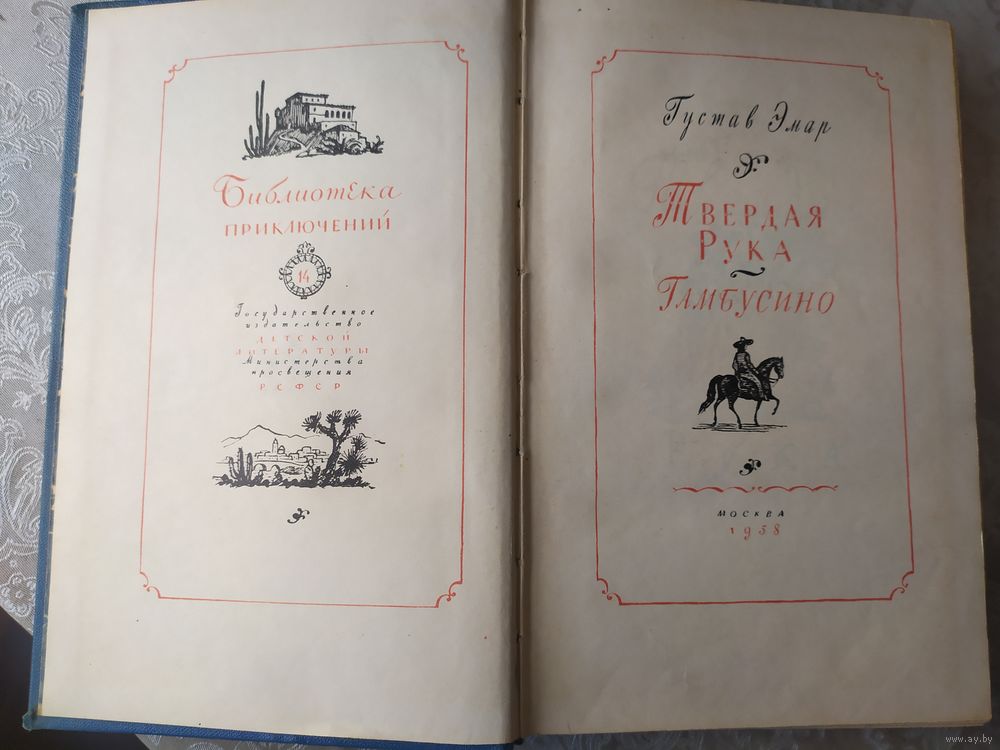 Библиотека
приключений
14
Государственное
издательство
детской
литературы
Министерства
просвещения
РСФСР
Густав Эмар
Твердая
Рука
Гамбусино
Москва
1958
www.ay.by